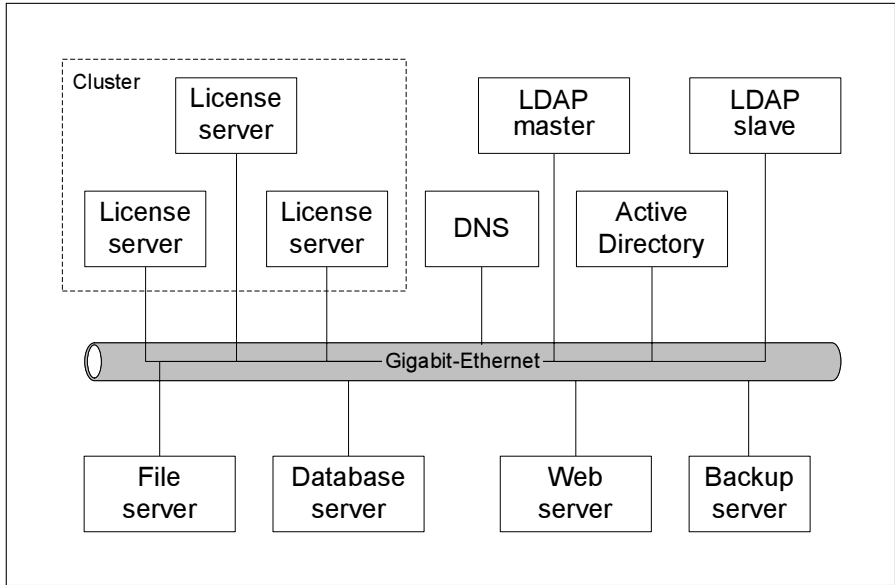 Cluster
License
server
LDAP
master
LDAP
slave
License
server
License
server
DNS
Active
Directory
Gigabit-Ethernet
File
server
Database
server
Web
server
Backup
server